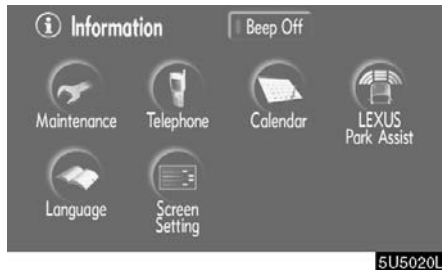 i Information Beep Off
Maintenance Telephone Calendar LEXUS
Park Assist
Language Screen
Setting
5U5020L